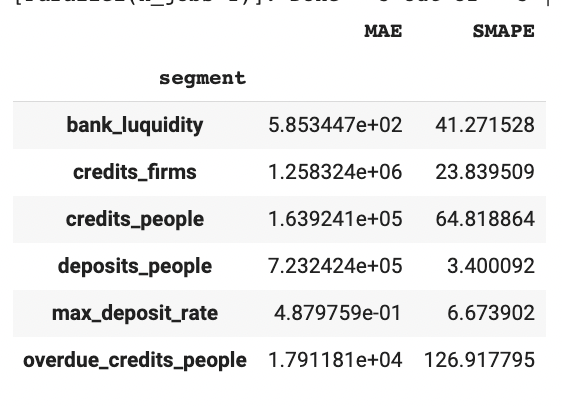 MAE SMAPE
segment
bank_luquidity 5.853447e+02 41.271528
credits_firms 1.258324e+06 23.839509
credits_people 1.639241e+05 64.818864
deposits_people 7.232424e+05 3.400092
max_deposit_rate 4.879759e-01 6.673902
overdue_credits_people 1.791181e+04 126.917795